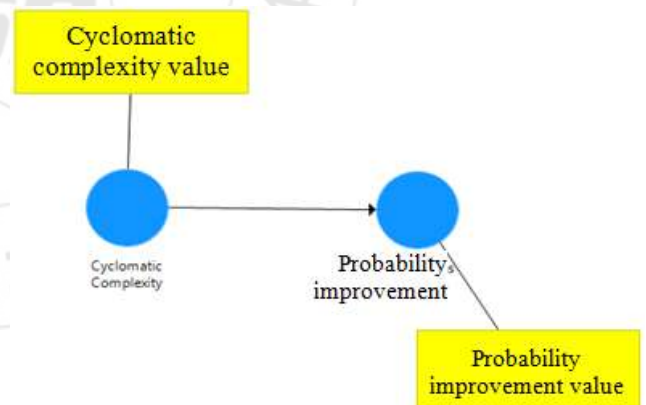 Cyclomatic
complexity value
Cyclomatic
Complexity
Probability
improvement
Probability
improvement value